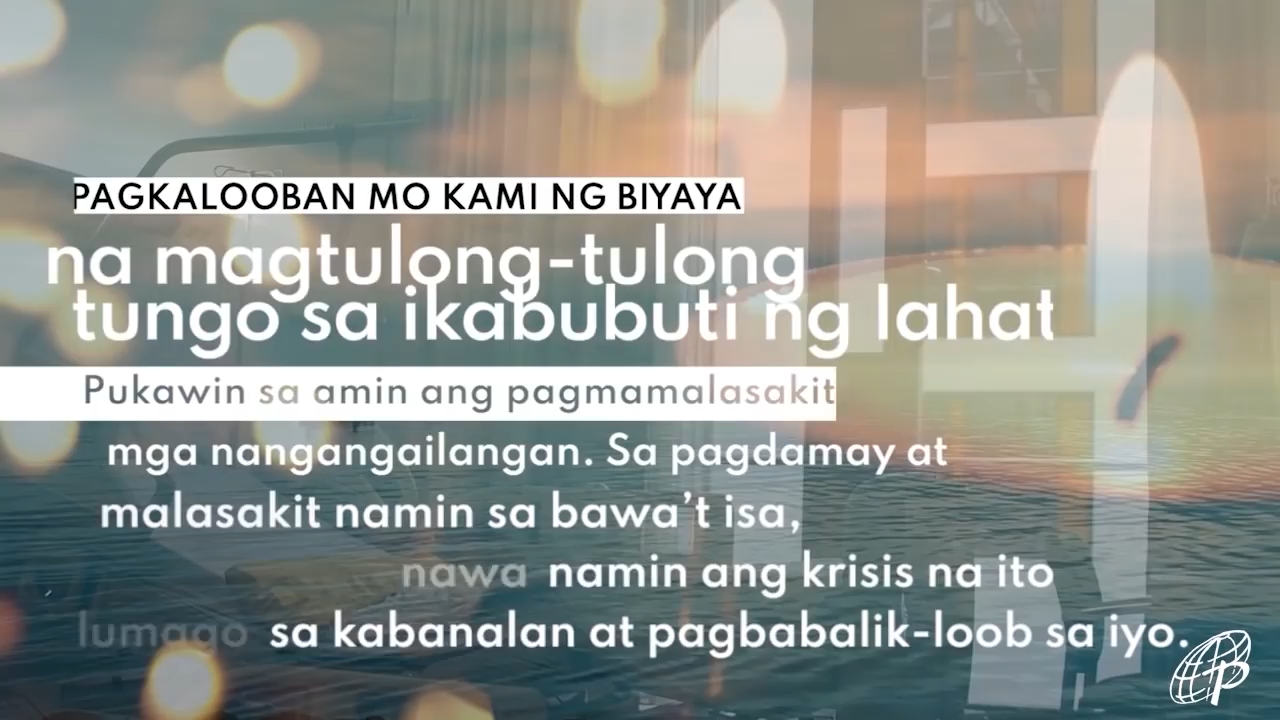 PAGKALOOBAN MO KAMI NG BIYAYA
na magtulong-tulong
tungo sa ikabubuti ng lahat
Pukawin sa amin ang pagmamalasakit
mga nangangailangan. Sa pagdamay at
malasakit namin sa bawa’t isa,
nawa namin ang krisis na ito
lumago sa kabanalan at pagbabalik-loob sa iyo.